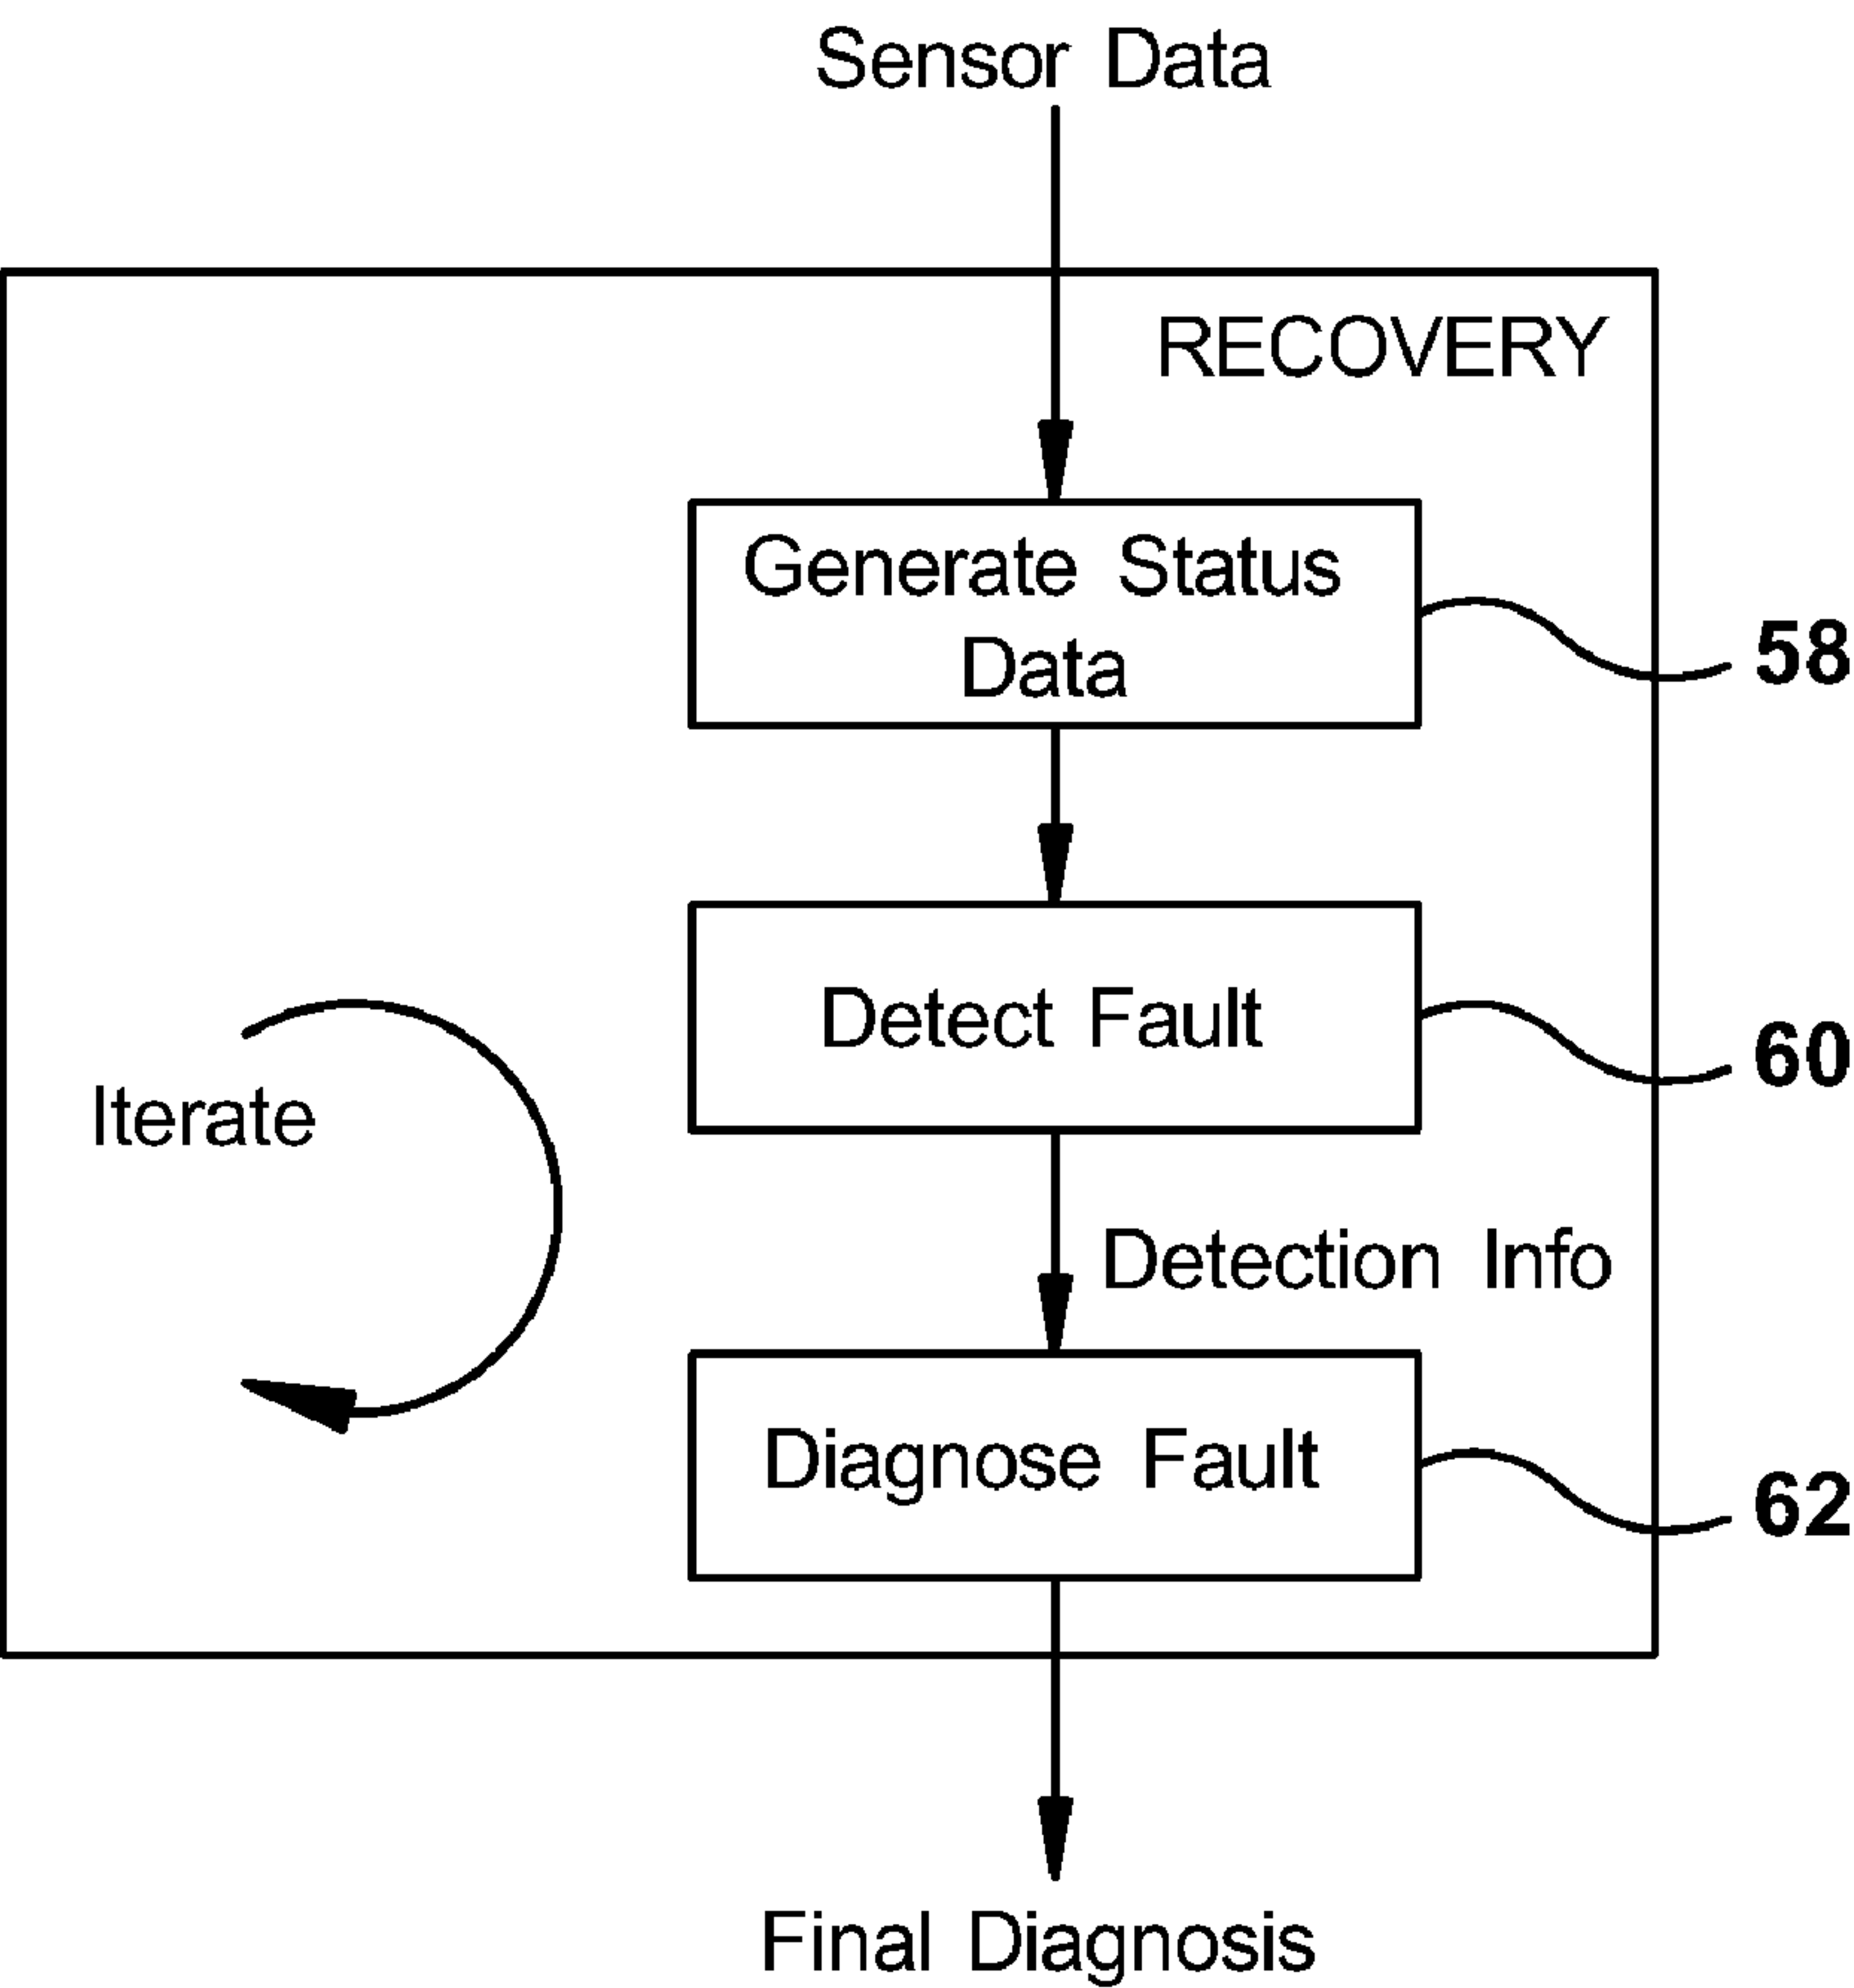 Sensor Data
RECOVERY
Generate Status
Data
58
Detect Fault
60
Iterate
Detection Info
Diagnose Fault
62
Final Diagnosis